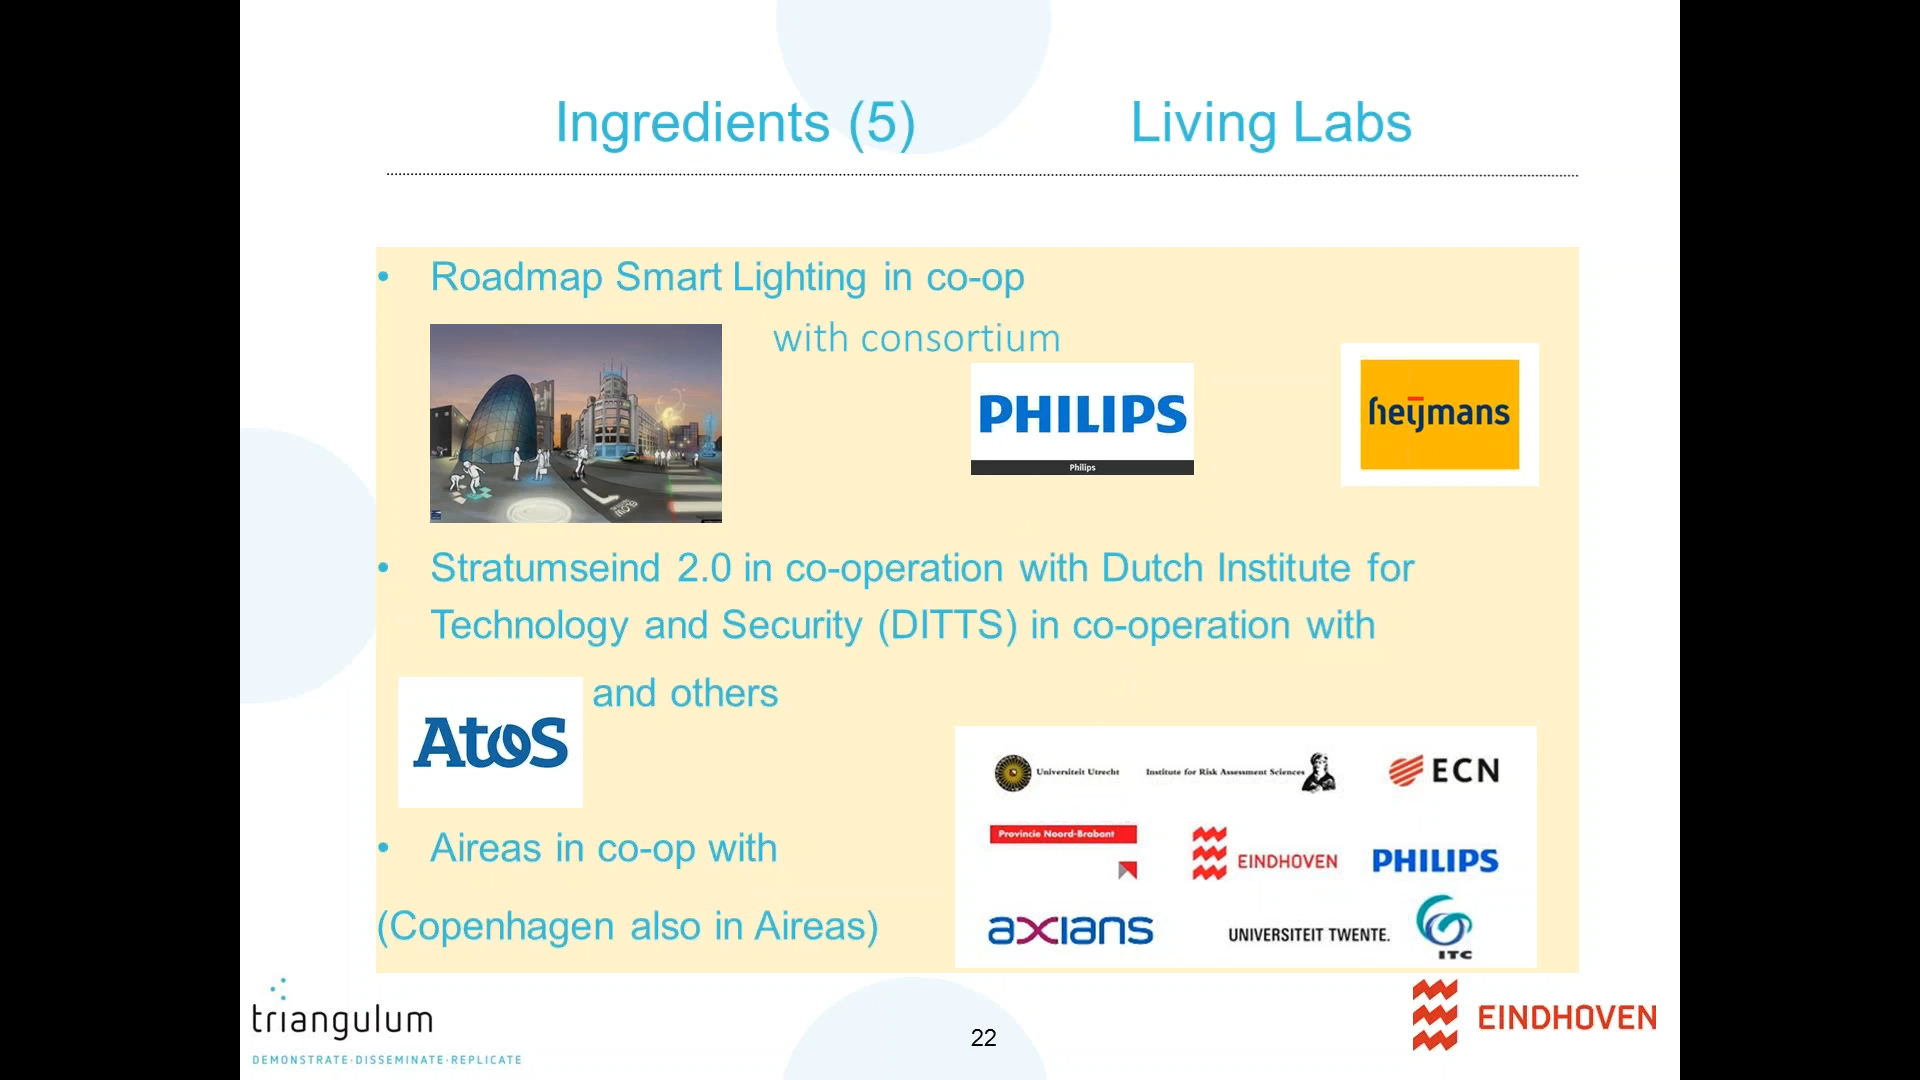 Ingredients (5) Living Labs
• Roadmap Smart Lighting in co-op
with consortium
PHILIPS
Philips
heijmans
• Stratumseind 2.0 in co-operation with Dutch Institute for
Technology and Security (DITTS) in co-operation with
Atos
and others
Universiteit Utrecht
Institute for Risk Assessment Sciences
ECN
Provincie Noord-Brabant
EINDHOVEN
PHILIPS
• Aireas in co-op with
axians
UNIVERSITEIT TWENTE.
ITC
(Copenhagen also in Aireas)
triangulum
DEMONSTRATE·DISSEMINATE·REPLICATE
22
EINDHOVEN